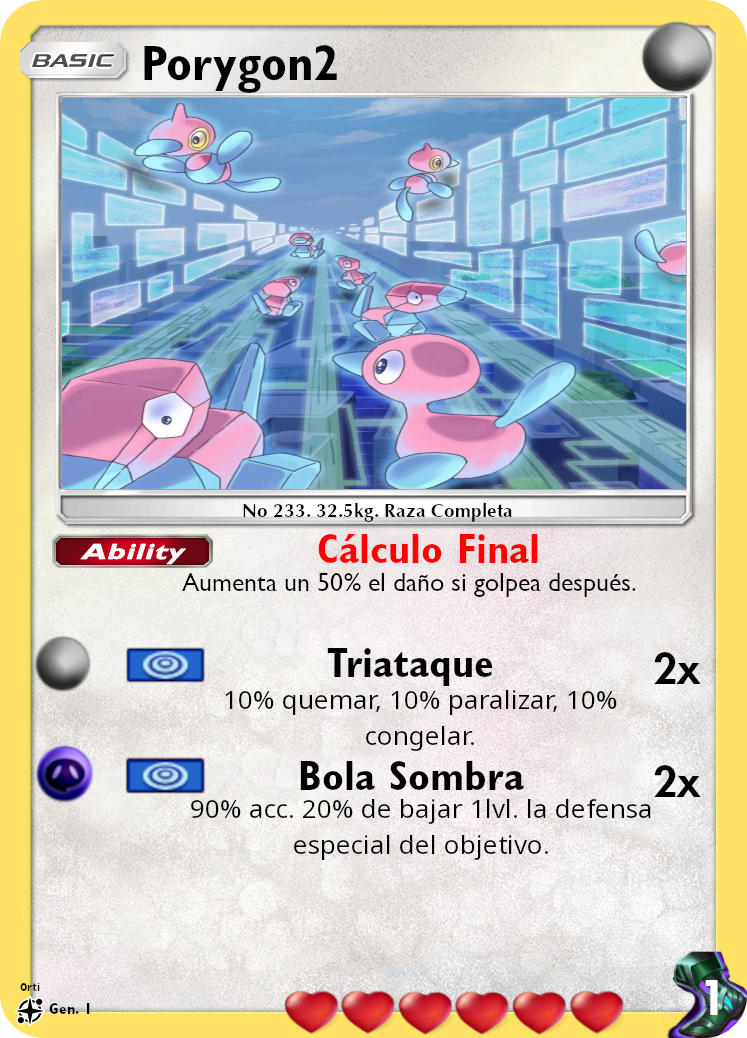 BASIC
Porygon2
No 233. 32.5kg. Raza Completa
Ability
Cálculo Final
Aumenta un 50% el daño si golpea después.
Triataque
2x
10% quemar, 10% paralizar, 10%
congelar.
Bola Sombra
2x
90% acc. 20% de bajar 1lvl. la defensa
especial del objetivo.
Orti
Gen. I
1